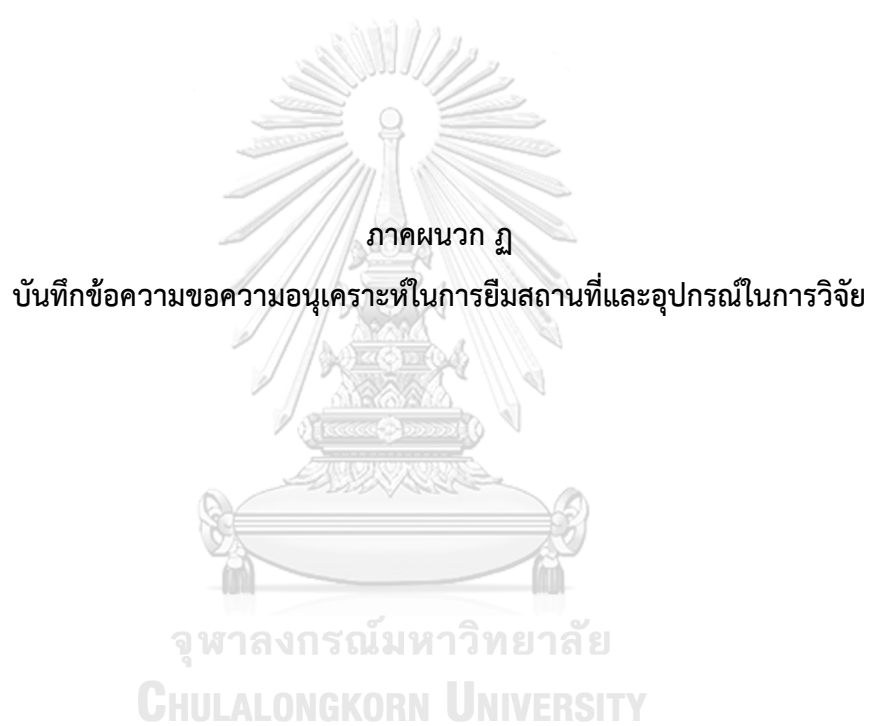 ภาคผนวก ฏ
บันทึกข้อความขอความอนุเคราะห์ในการยืมสถานที่และอุปกรณ์ในการวิจัย
จุฬาลงกรณ์มหาวิทยาลัย
CHULALONGKORN UNIVERSITY